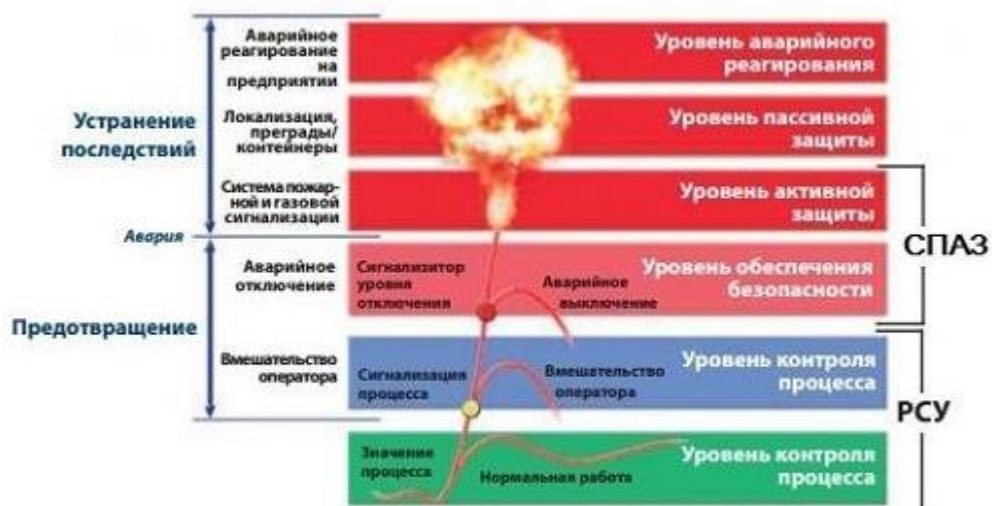 Аварийное
реагирование
на
предприятии
Уровень аварийного
реагирования
Устранение
последствий
Локализация,
преграды/
контейнеры
Уровень пассивной
защиты
Система пожар-
ной и газовой
сигнализации
Уровень активной
защиты
Авария
СПАЗ
Аварийное
отключение
Сигнализитор
уровня
отключения
Аварийное
выключение
Уровень обеспечения
безопасности
Предотвращение
Вмешательство
оператора
Сигнализация
процесса
Вмешательство
оператора
Уровень контроля
процесса
РСУ
Значение
процесса
Нормальная работа
Уровень контроля
процесса